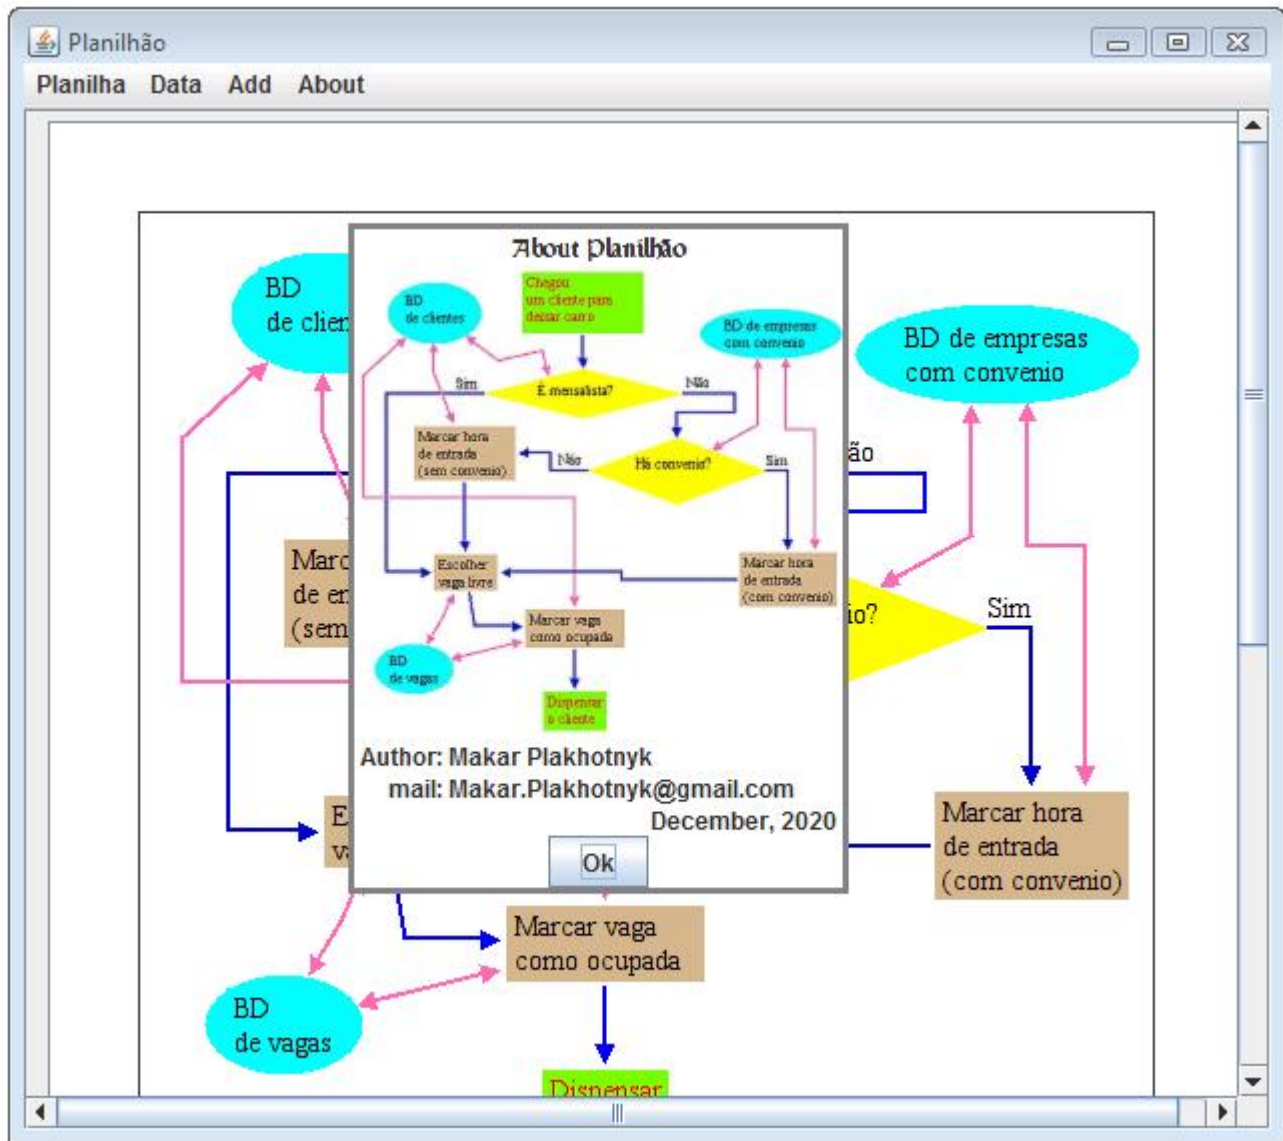 Planilhão
Planilha Data Add About
About Planilhão
Chegou
um cliente para
deixar carro
BD
de clientes
BD de empresas
com convenio
Sim
É mensalista?
Não
Marcar hora
de entrada
(sem convenio)
Não
Há convenio?
Sim
Escolher
vaga livre
Marcar hora
de entrada
(com convenio)
Marcar vaga
como ocupada
BD
de vagas
Dispensar
o cliente
Author: Makar Plakhotnyk
mail: Makar.Plakhotnyk@gmail.com
December, 2020
Ok
BD
de clien
BD de empresas
com convenio
ão
Marc
de en
(sem
io?
Sim
E
va
Marcar hora
de entrada
(com convenio)
Marcar vaga
como ocupada
BD
de vagas
Dispensar